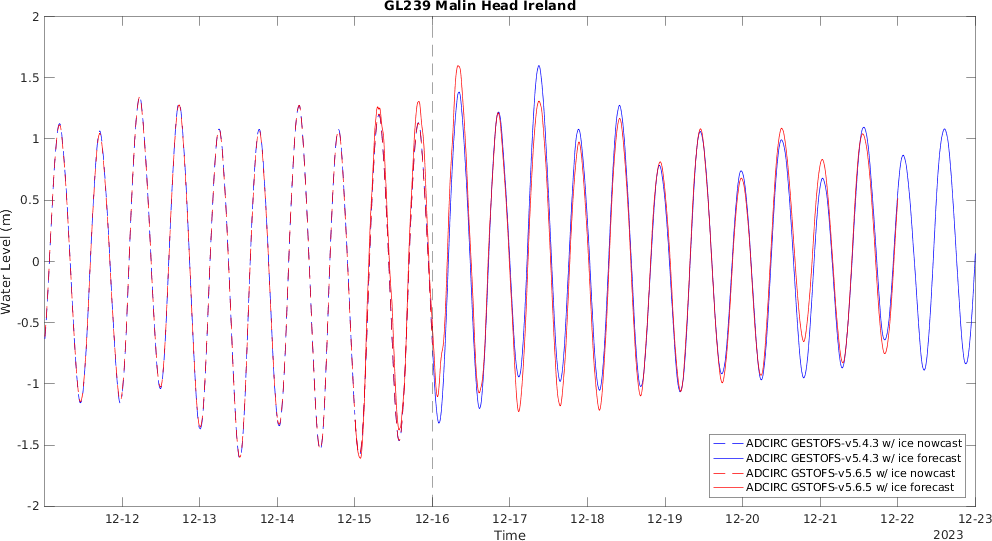 GL239 Malin Head Ireland
2
1.5
1
0.5
0
-0.5
-1
-1.5
-2
Water Level (m)
12-12 12-13 12-14 12-15 12-16 12-17 12-18 12-19 12-20 12-21 12-22 12-23
Time
2023
ADCIRC GESTOFS-v5.4.3 w/ ice nowcast
ADCIRC GESTOFS-v5.4.3 w/ ice forecast
ADCIRC GSTOFS-v5.6.5 w/ ice nowcast
ADCIRC GSTOFS-v5.6.5 w/ ice forecast